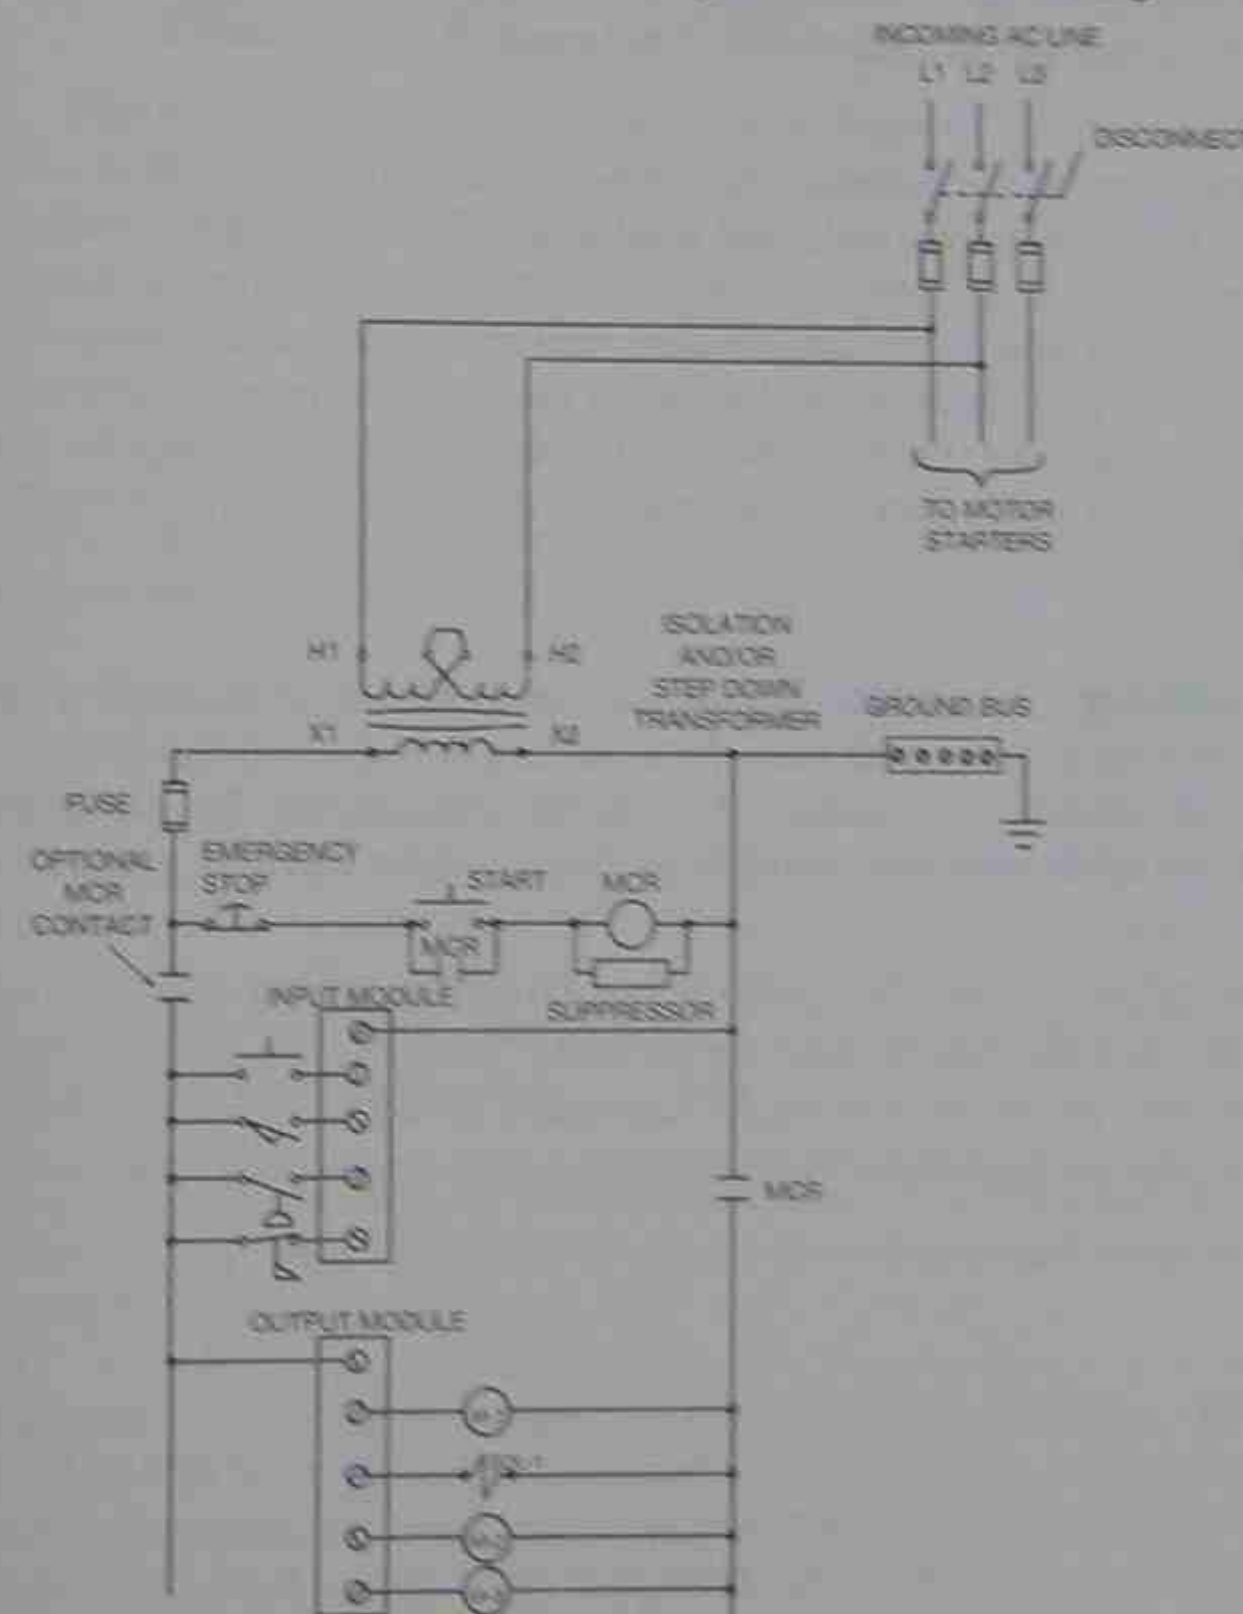 INCOMING AC LINE
L1 L2 L3
DISCONNECT
TO MOTOR
STARTERS
H1
H2
ISOLATION
AND/OR
STEP DOWN
TRANSFORMER
GROUND BUS
X1
X2
FUSE
OPTIONAL
MCR
CONTACT
EMERGENCY
STOP
START
MCR
MCR
SUPPRESSOR
INPUT MODULE
MCR
OUTPUT MODULE